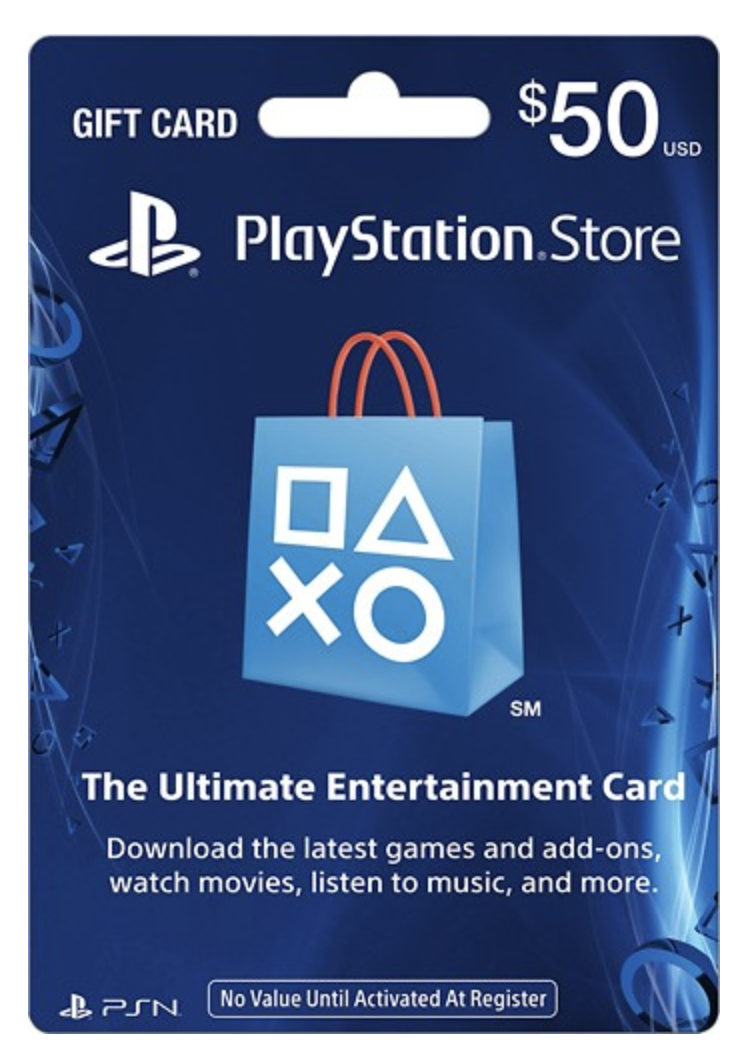 GIFT CARD
$50 USD
PlayStation®Store
SM
The Ultimate Entertainment Card
Download the latest games and add-ons,
watch movies, listen to music, and more.
PSN
No Value Until Activated At Register